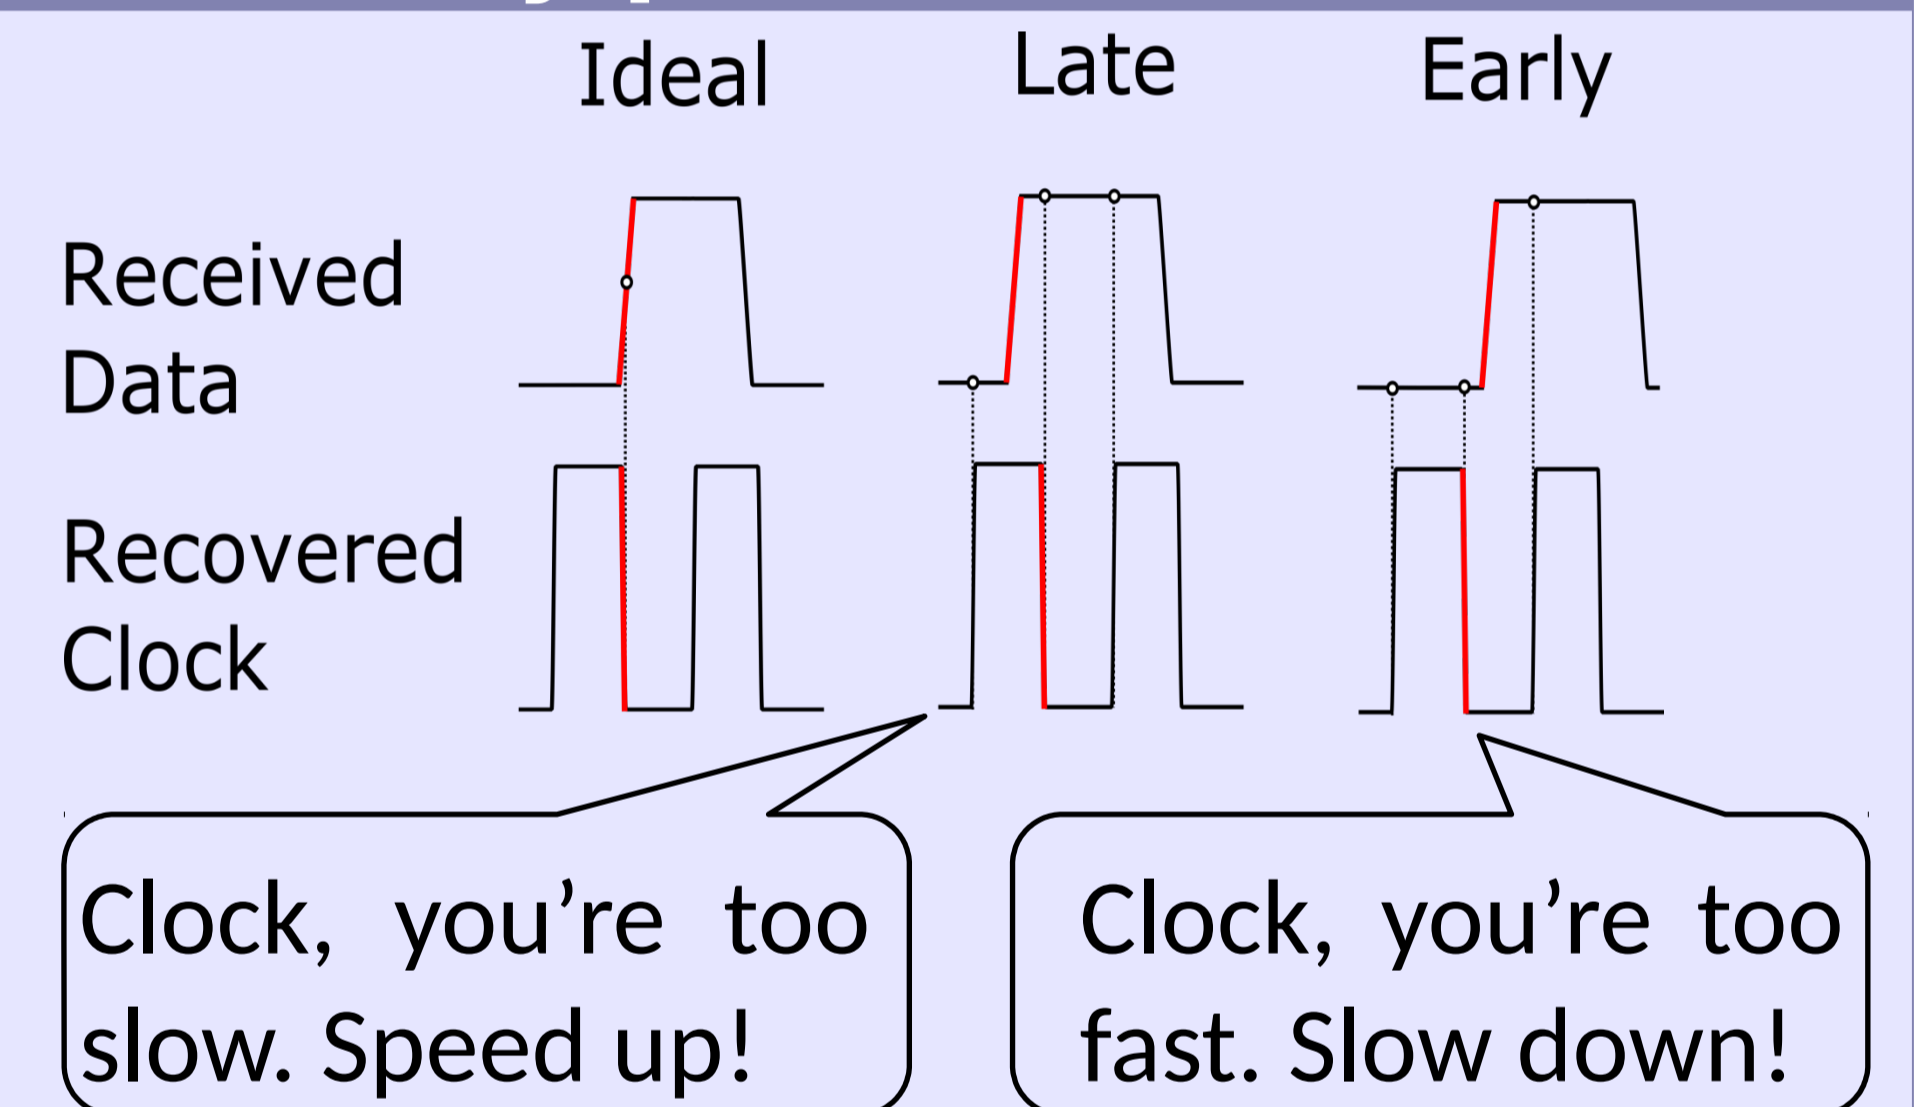 Ideal Late Early
Received
Data
Recovered
Clock
Clock, you’re too
slow. Speed up!
Clock, you’re too
fast. Slow down!